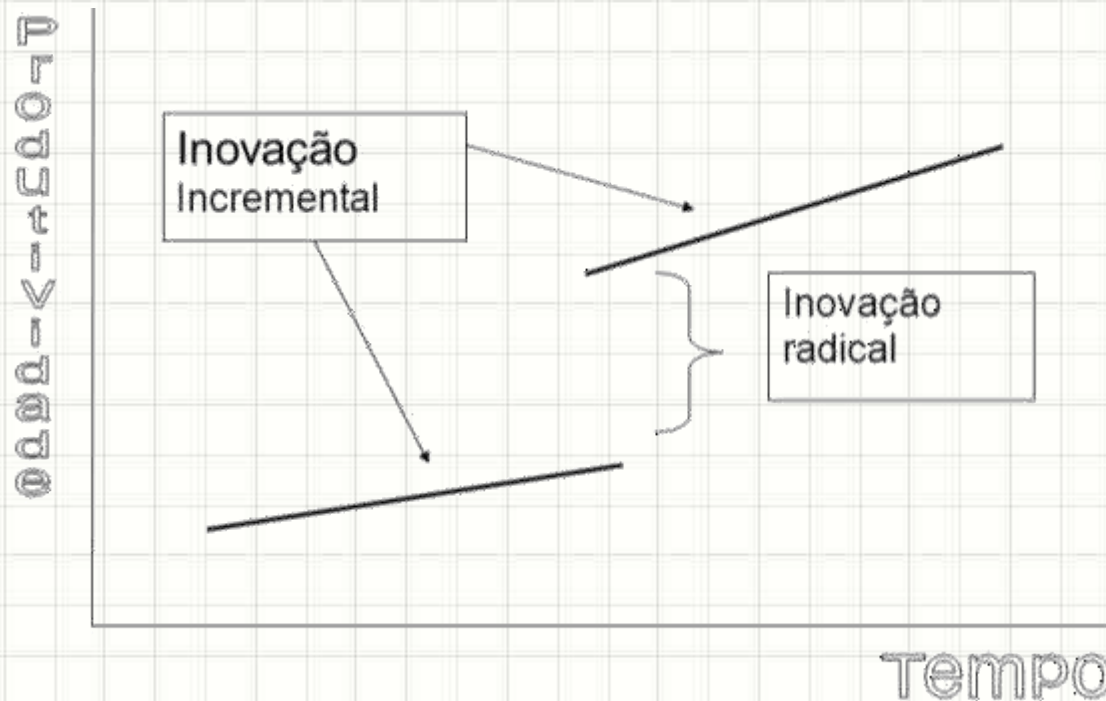 Produtividade
Inovação
Incremental
Inovação
radical
Tempo